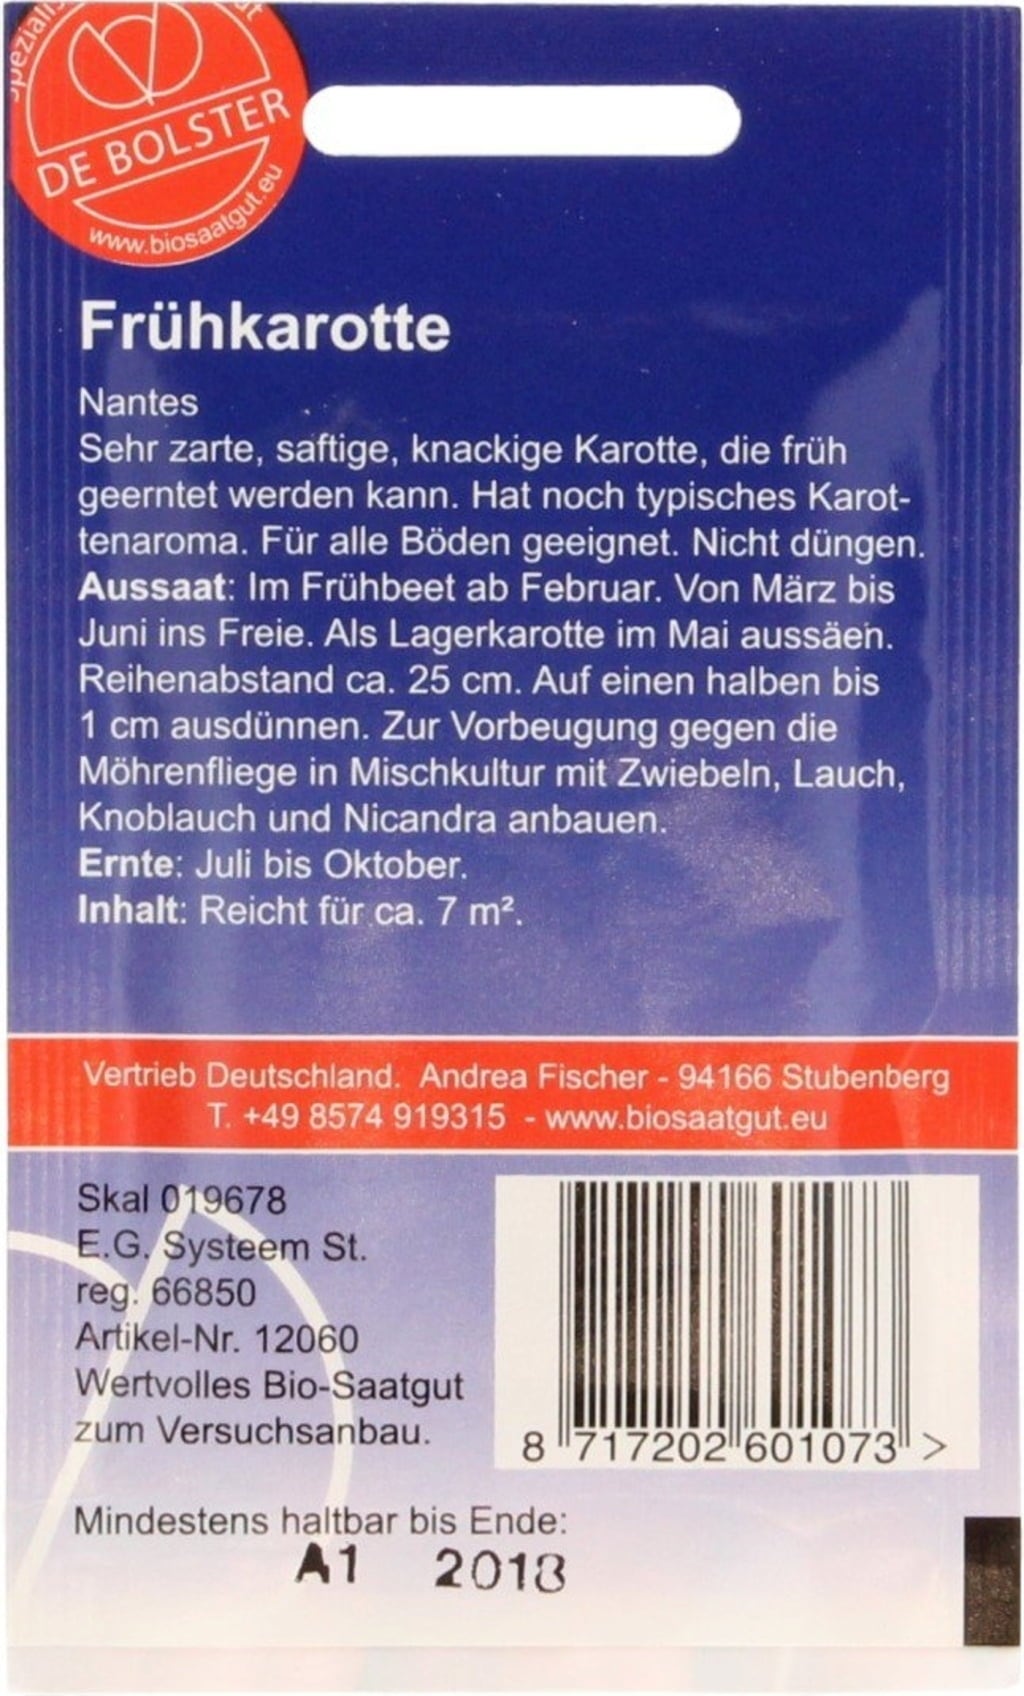 DE BOLSTER
www.biosaatgut.eu
Frühkarotte
Nantes
Sehr zarte, saftige, knackige Karotte, die früh
geerntet werden kann. Hat noch typisches Karot-
tenaroma. Für alle Böden geeignet. Nicht düngen.
Aussaat: Im Frühbeet ab Februar. Von März bis
Juni ins Freie. Als Lagerkarotte im Mai aussäen.
Reihenabstand ca. 25 cm. Auf einen halben bis
1 cm ausdünnen. Zur Vorbeugung gegen die
Möhrenfliege in Mischkultur mit Zwiebeln, Lauch,
Knoblauch und Nicandra anbauen.
Ernte: Juli bis Oktober.
Inhalt: Reicht für ca. 7 m².
Vertrieb Deutschland. Andrea Fischer - 94166 Stubenberg
T. +49 8574 919315 - www.biosaatgut.eu
Skal 019678
E.G. Systeem St.
reg. 66850
Artikel-Nr. 12060
Wertvolles Bio-Saatgut
zum Versuchsanbau.
8 717202 601073 >
Mindestens haltbar bis Ende:
A1 2018